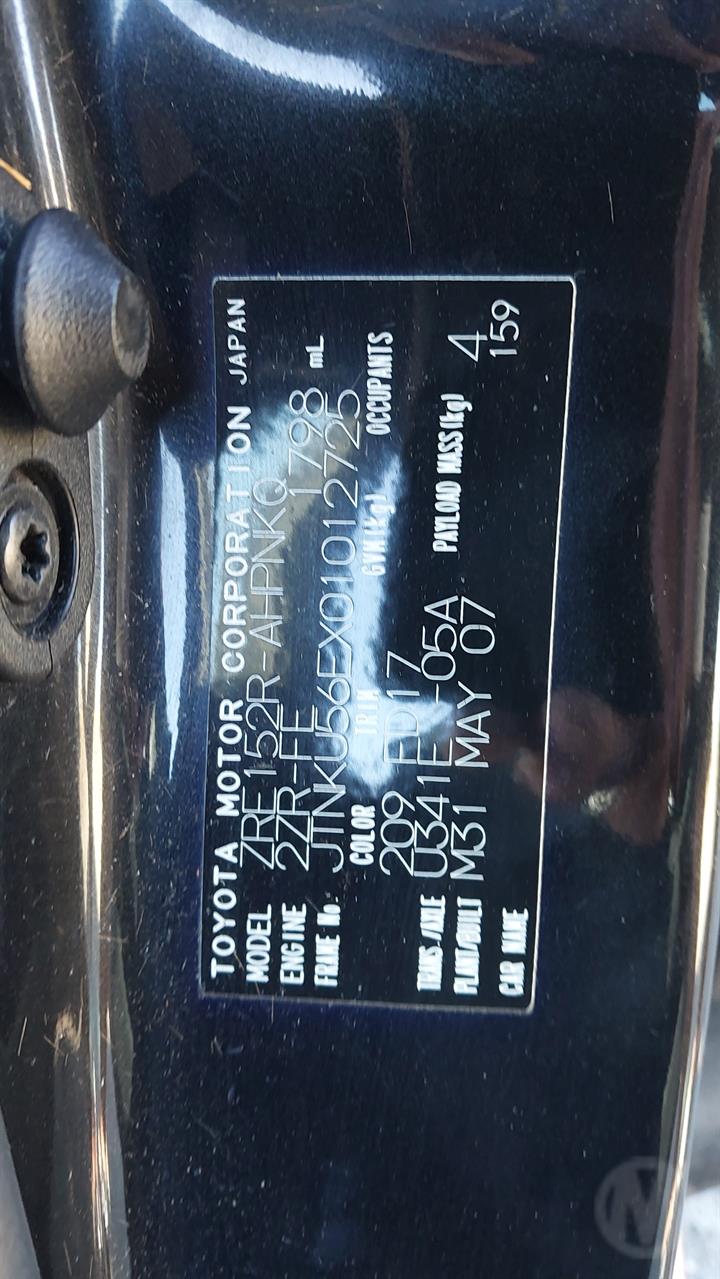 TOYOTA MOTOR CORPORATION JAPAN
MODEL ZRE152R-AHPNKQ
ENGINE 2ZR-FE 1798 mL
FRAME No. JTNKU56EX01012725
COLOR TRIM GVM(kg) OCCUPANTS
209 FD17
TRANS./AXLE U341E -05A PAYLOAD MASS(kg) 4
PLANT/BUILT M31 MAY 07 159
CAR NAME
M